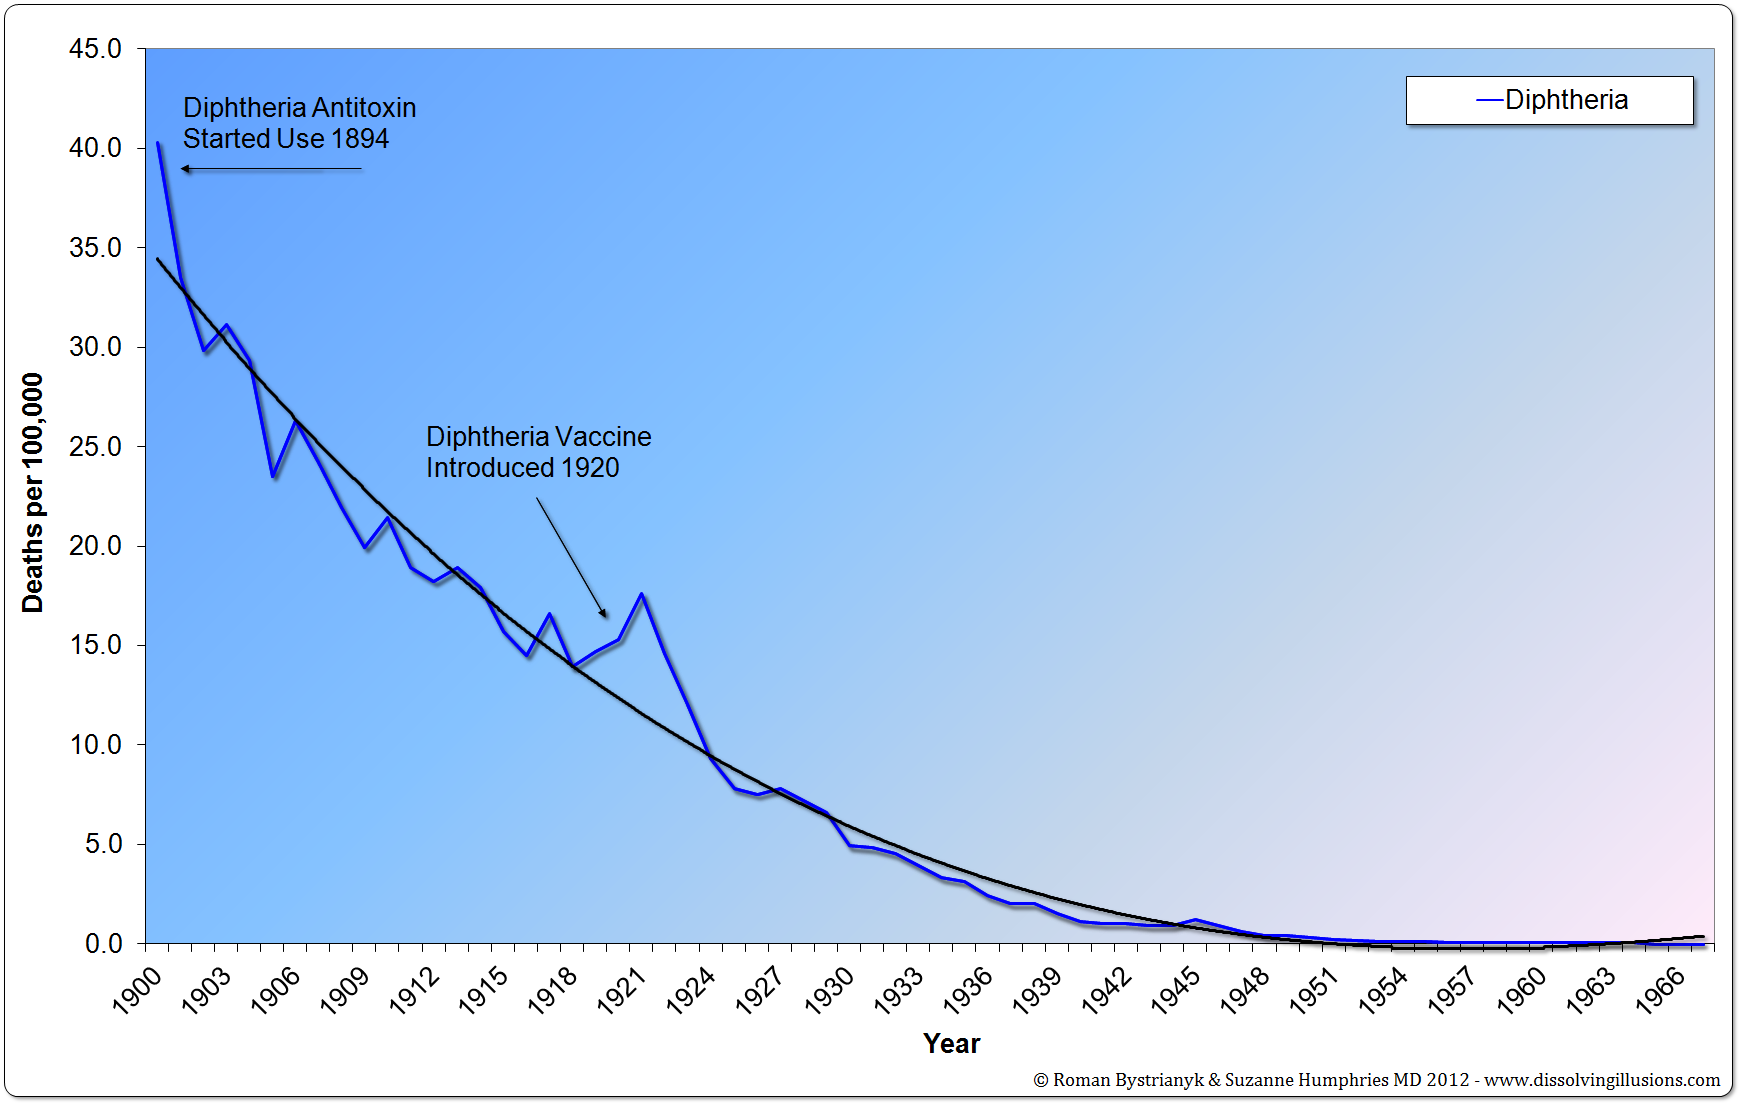 45.0
40.0
35.0
30.0
25.0
20.0
15.0
10.0
5.0
0.0
Deaths per 100,000
Diphtheria Antitoxin
Started Use 1894
Diphtheria Vaccine
Introduced 1920
Diphtheria
1900 1903 1906 1909 1912 1915 1918 1921 1924 1927 1930 1933 1936 1939 1942 1945 1948 1951 1954 1957 1960 1963 1966
Year
© Roman Bystrianyk & Suzanne Humphries MD 2012 - www.dissolvingillusions.com